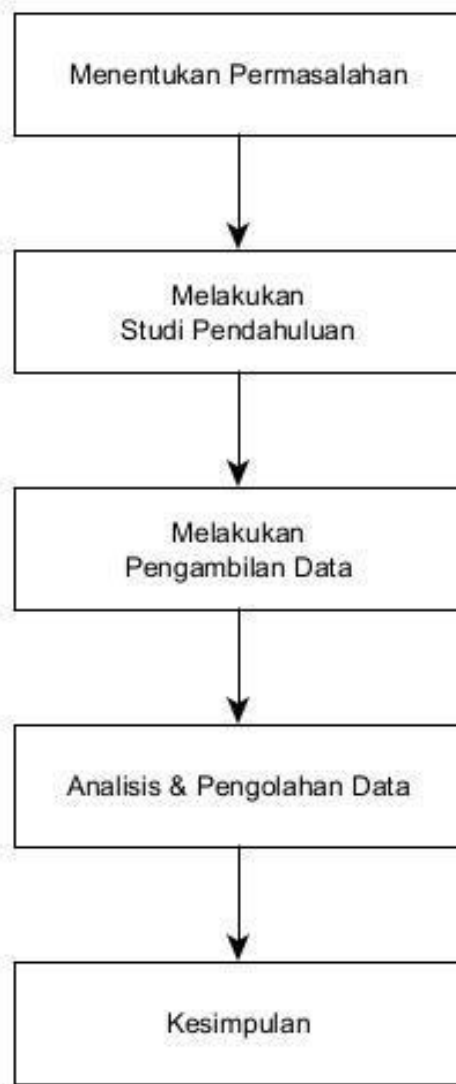 Menentukan Permasalahan
Melakukan
Studi Pendahuluan
Melakukan
Pengambilan Data
Analisis & Pengolahan Data
Kesimpulan